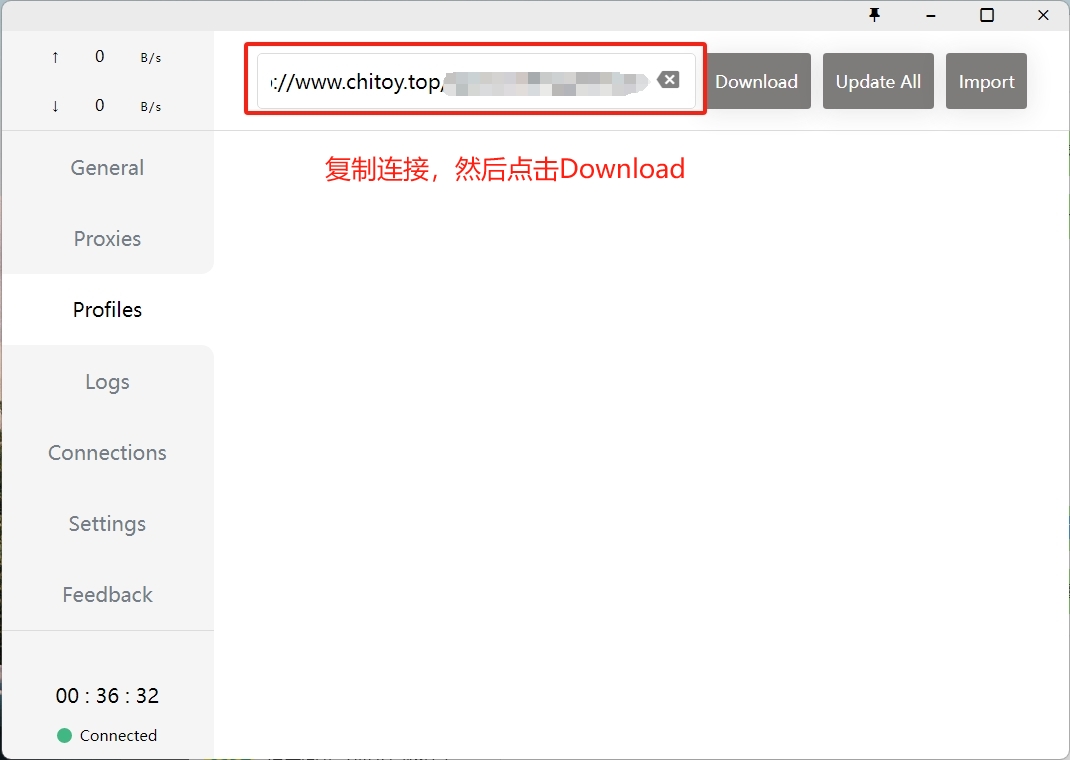 ↑ 0 B/s
↓ 0 B/s
://www.chitoy.top/
Download
Update All
Import
复制连接，然后点击Download
General
Proxies
Profiles
Logs
Connections
Settings
Feedback
00 : 36 : 32
Connected